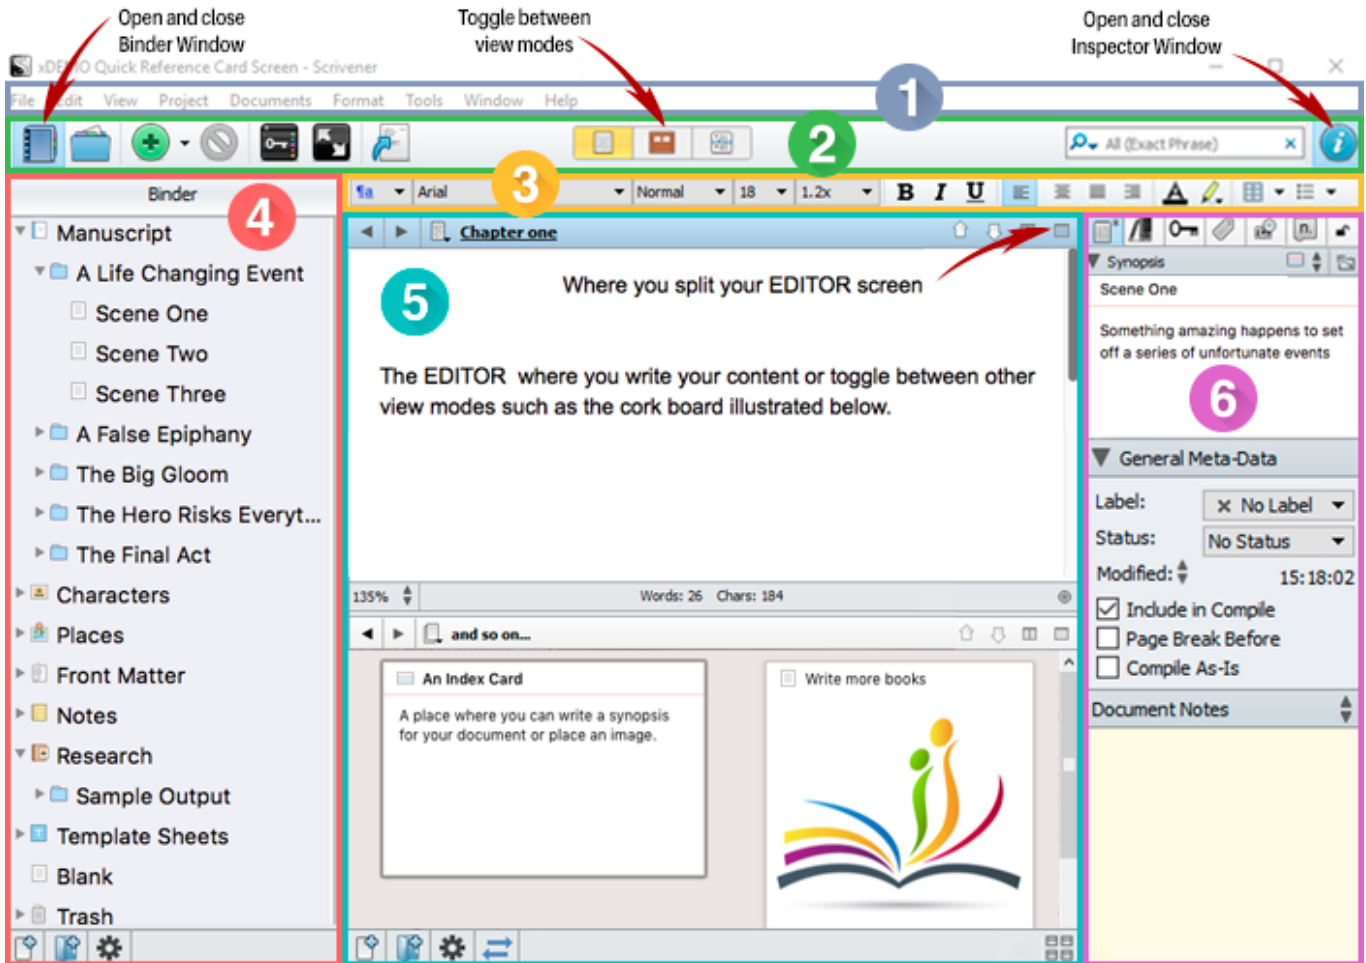 Open and close
Binder Window
Toggle between
view modes
Open and close
Inspector Window
xDEMO Quick Reference Card Screen - Scrivener
File Edit View Project Documents Format Tools Window Help
1
2
All (Exact Phrase)
3
4
Binder
Arial Normal 18 1.2x B I U A
Manuscript
A Life Changing Event
Scene One
Scene Two
Scene Three
A False Epiphany
The Big Gloom
The Hero Risks Everyt...
The Final Act
Characters
Places
Front Matter
Notes
Research
Sample Output
Template Sheets
Blank
Trash
Chapter one
5
Where you split your EDITOR screen
The EDITOR where you write your content or toggle between other
view modes such as the cork board illustrated below.
135% Words: 26 Chars: 184
and so on...
An Index Card
A place where you can write a synopsis
for your document or place an image.
Write more books
n.
Synopsis
Scene One
Something amazing happens to set
off a series of unfortunate events
6
General Meta-Data
Label: No Label
Status: No Status
Modified: 15:18:02
Include in Compile
Page Break Before
Compile As-Is
Document Notes